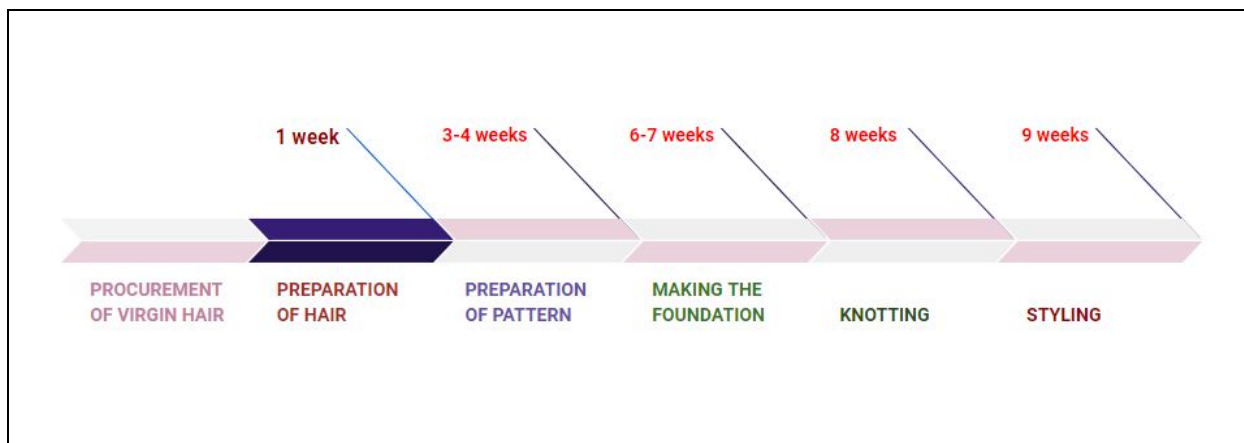 1 week
3-4 weeks
6-7 weeks
8 weeks
9 weeks
PROCUREMENT
OF VIRGIN HAIR
PREPARATION
OF HAIR
PREPARATION
OF PATTERN
MAKING THE
FOUNDATION
KNOTTING
STYLING